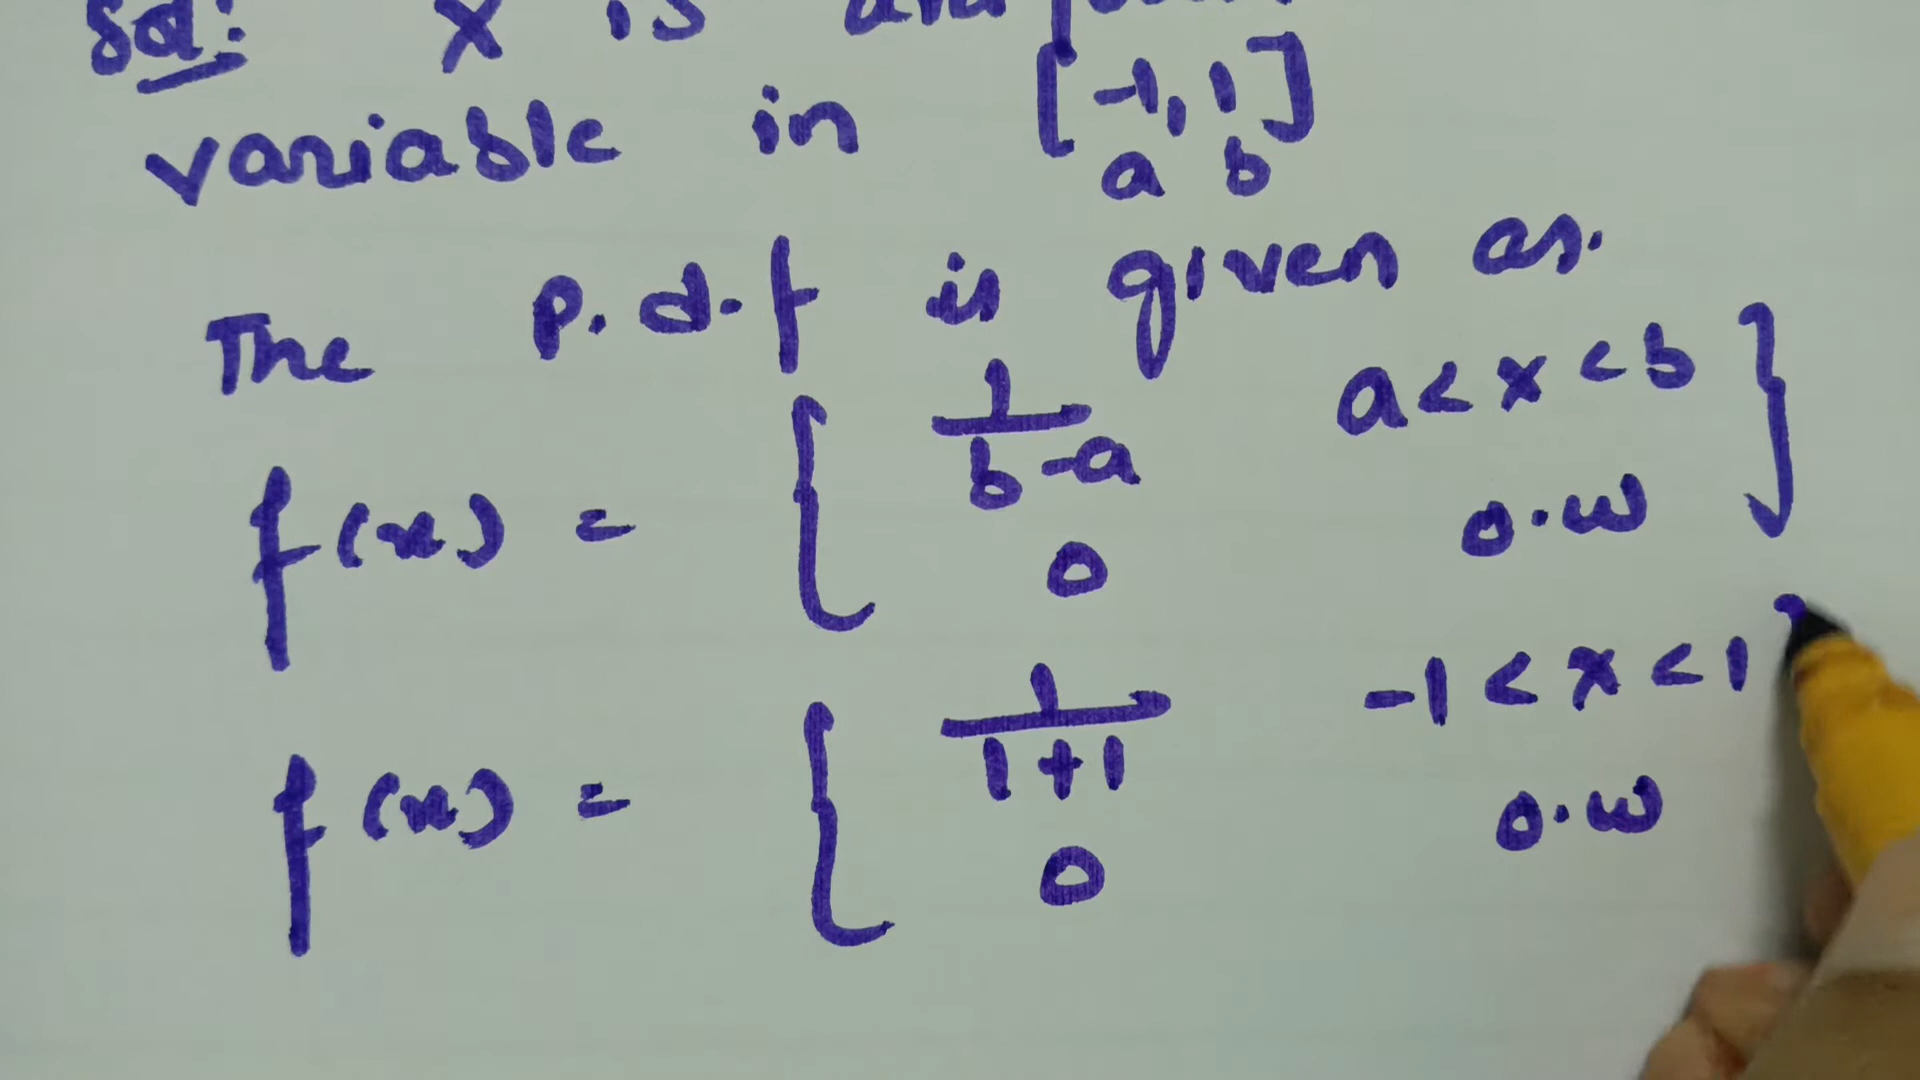 Sol: X is a
variable in [-1, 1]
a b
The p.d.f is given as.
f(x) = { 1/(b-a) a < x < b }
0 o.w
f(x) = { 1/(1+1) -1 < x < 1
0 o.w